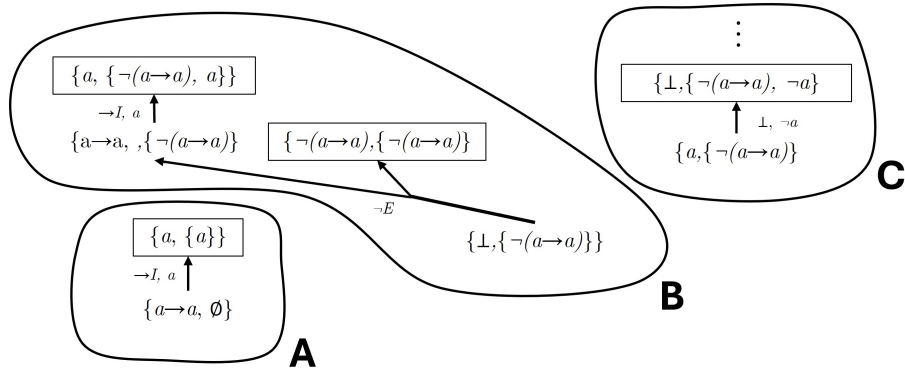 {a, {¬(a→a), a}}
→I, a
{a→a, ,{¬(a→a)}
{¬(a→a),{¬(a→a)}
¬E
{⊥,{¬(a→a)}}
B
{a, {a}}
→I, a
{a→a, ∅}
A
⋮
{⊥,{¬(a→a), ¬a}
⊥, ¬a
{a,{¬(a→a)}
C